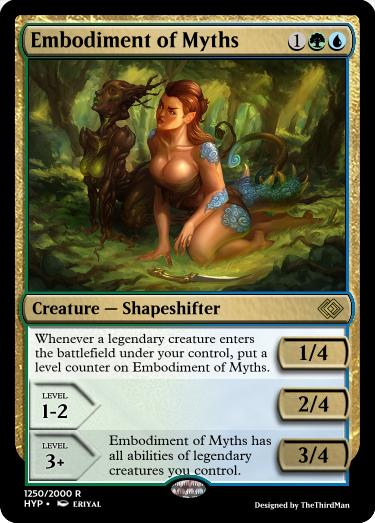 Embodiment of Myths 1
Creature — Shapeshifter
Whenever a legendary creature enters
the battlefield under your control, put a
level counter on Embodiment of Myths.
1/4
LEVEL
1-2
2/4
LEVEL
3+
Embodiment of Myths has
all abilities of legendary
creatures you control.
3/4
1250/2000 R
HYP • ERIYAL
Designed by TheThirdMan